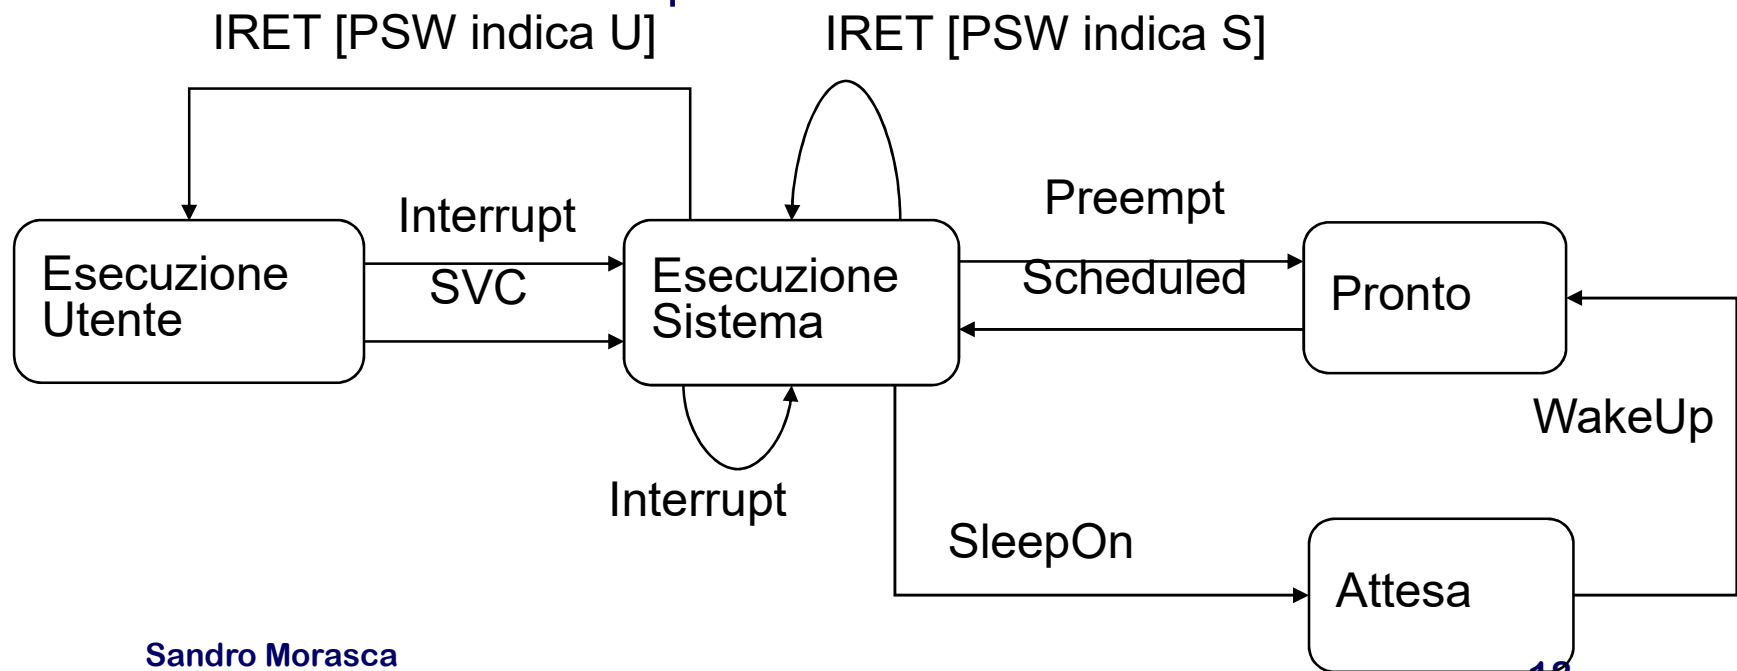 IRET [PSW indica U]
IRET [PSW indica S]
Interrupt
SVC
Preempt
Scheduled
Esecuzione
Utente
Esecuzione
Sistema
Pronto
WakeUp
Interrupt
SleepOn
Attesa
Sandro Morasca